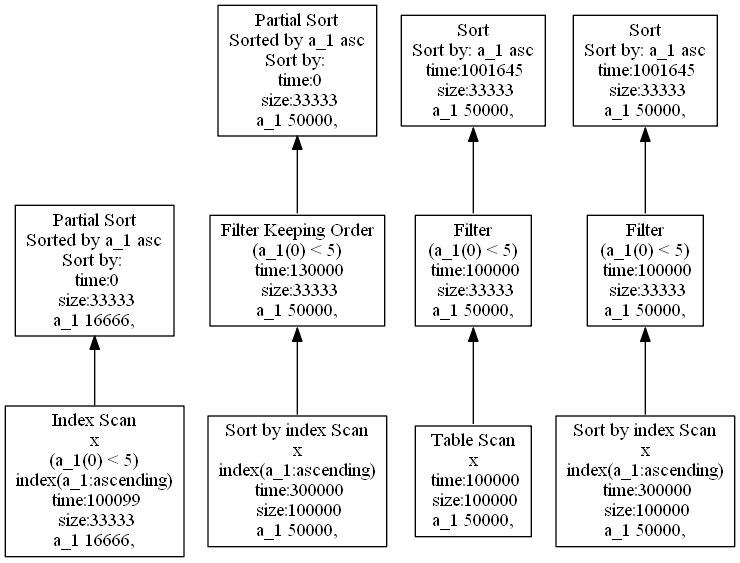 Partial Sort
Sorted by a_1 asc
Sort by:
time:0
size:33333
a_1 50000,
Sort
Sort by: a_1 asc
time:1001645
size:33333
a_1 50000,
Sort
Sort by: a_1 asc
time:1001645
size:33333
a_1 50000,
Partial Sort
Sorted by a_1 asc
Sort by:
time:0
size:33333
a_1 16666,
Filter Keeping Order
(a_1(0) < 5)
time:130000
size:33333
a_1 50000,
Filter
(a_1(0) < 5)
time:100000
size:33333
a_1 50000,
Filter
(a_1(0) < 5)
time:100000
size:33333
a_1 50000,
Index Scan
x
(a_1(0) < 5)
index(a_1:ascending)
time:100099
size:33333
a_1 16666,
Sort by index Scan
x
index(a_1:ascending)
time:300000
size:100000
a_1 50000,
Table Scan
x
time:100000
size:100000
a_1 50000,
Sort by index Scan
x
index(a_1:ascending)
time:300000
size:100000
a_1 50000,